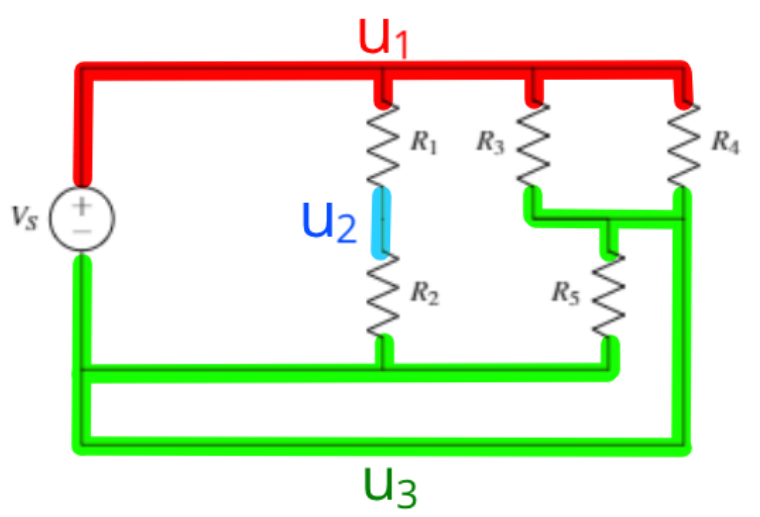 u₁
R₁
R₃
R₄
+
−
Vₛ
u₂
R₂
R₅
u₃